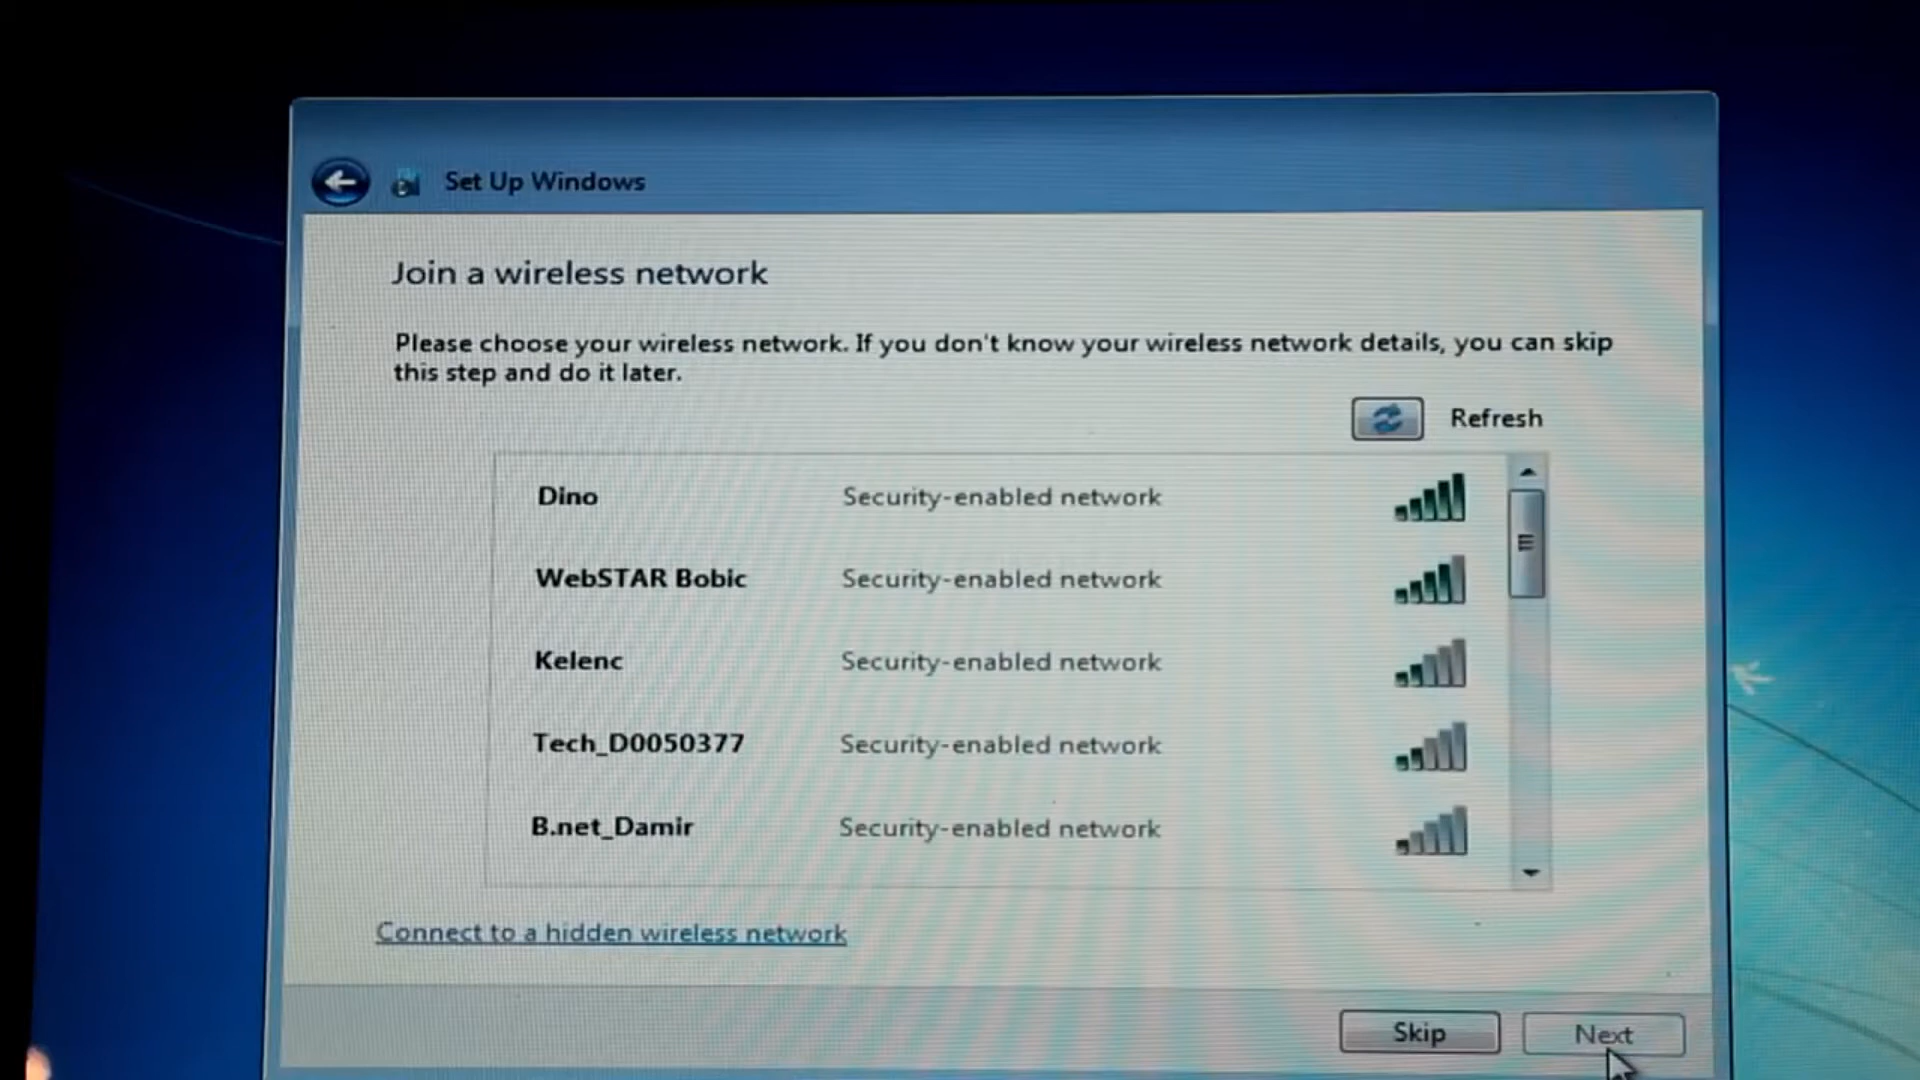 Set Up Windows
Join a wireless network
Please choose your wireless network. If you don't know your wireless network details, you can skip
this step and do it later.
Refresh
Dino Security-enabled network
WebSTAR Bobic Security-enabled network
Kelenc Security-enabled network
Tech_D0050377 Security-enabled network
B.net_Damir Security-enabled network
Connect to a hidden wireless network
Skip Next